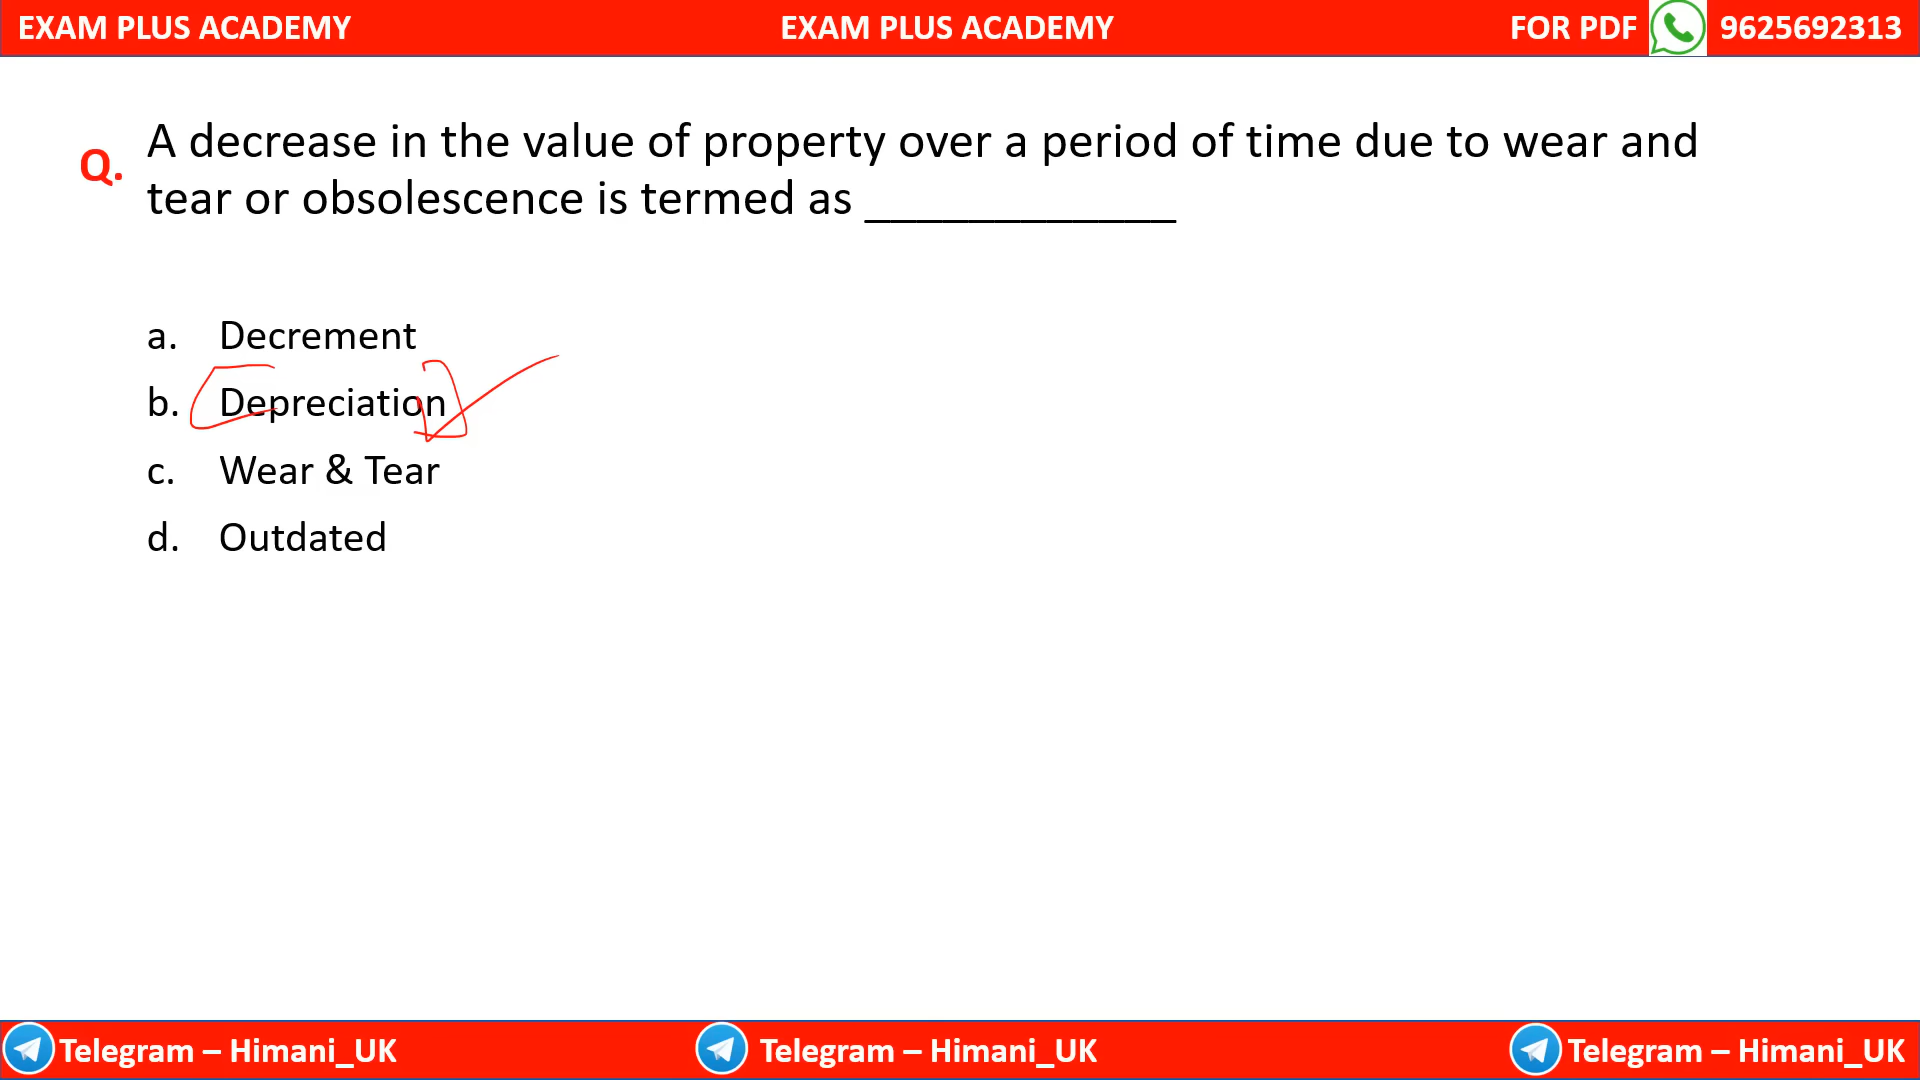 EXAM PLUS ACADEMY EXAM PLUS ACADEMY FOR PDF 9625692313
Q. A decrease in the value of property over a period of time due to wear and
tear or obsolescence is termed as ____________
a. Decrement
b. Depreciation
c. Wear & Tear
d. Outdated
Telegram – Himani_UK Telegram – Himani_UK Telegram – Himani_UK